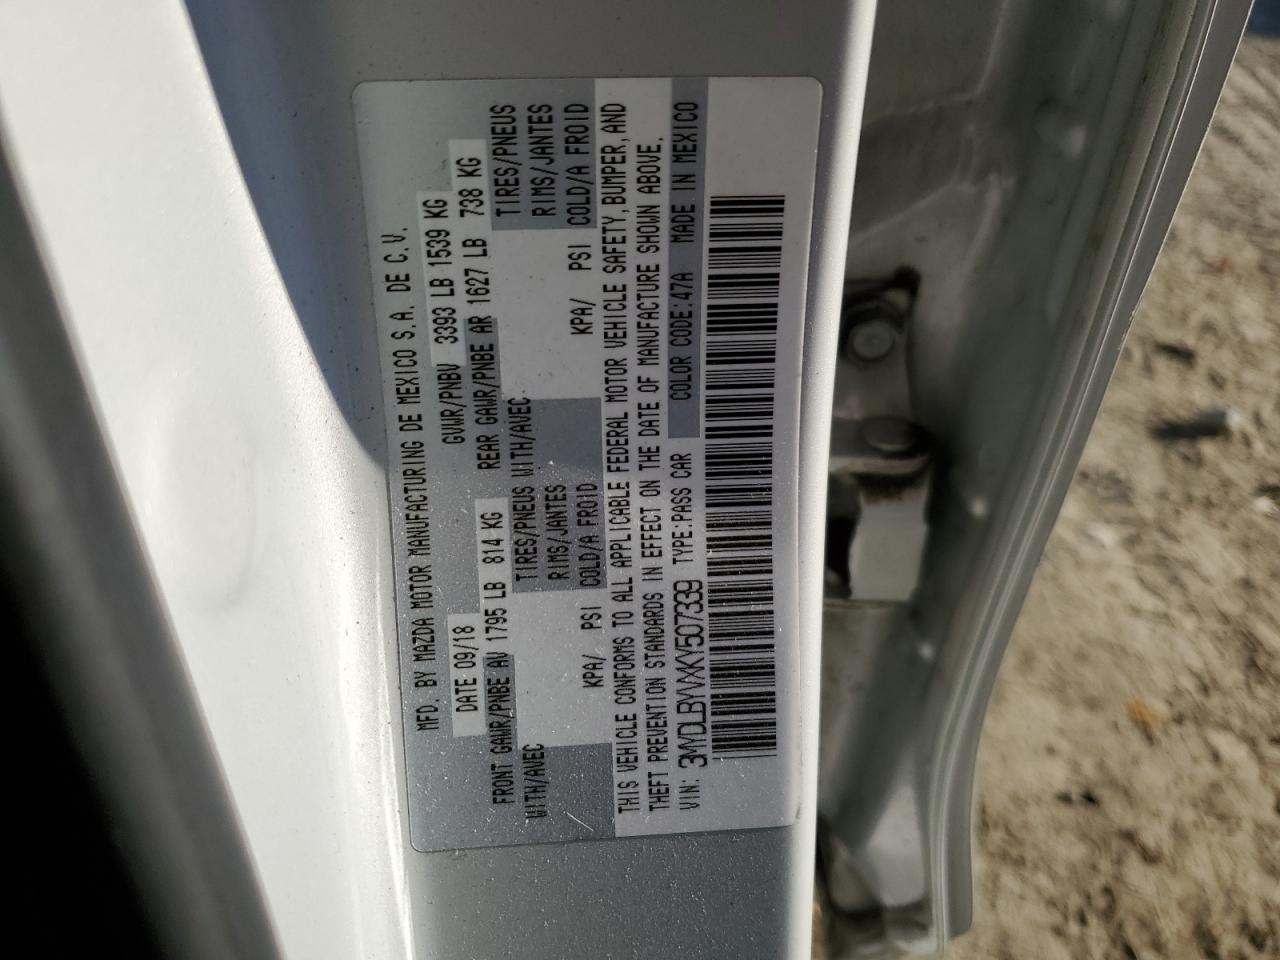 MFD. BY MAZDA MOTOR MANUFACTURING DE MEXICO S.A. DE C.V.
DATE 09/18 GVWR/PNBV 3393 LB 1539 KG
FRONT GAWR/PNBE AV 1795 LB 814 KG REAR GAWR/PNBE AR 1627 LB 738 KG
WITH/AVEC TIRES/PNEUS WITH/AVEC TIRES/PNEUS
RIMS/JANTES RIMS/JANTES
KPA/ PSI COLD/A FROID KPA/ PSI COLD/A FROID
THIS VEHICLE CONFORMS TO ALL APPLICABLE FEDERAL MOTOR VEHICLE SAFETY, BUMPER, AND
THEFT PREVENTION STANDARDS IN EFFECT ON THE DATE OF MANUFACTURE SHOWN ABOVE.
VIN: 3MYDLBYVXKY507339 TYPE:PASS CAR COLOR CODE:47A MADE IN MEXICO